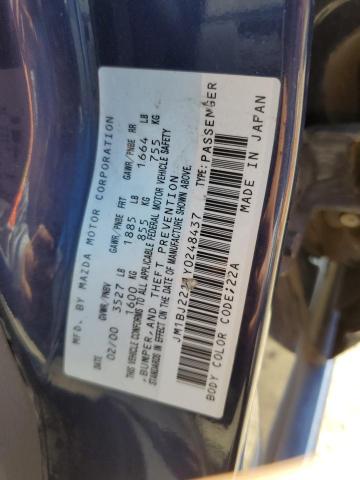 MFD. BY MAZDA MOTOR CORPORATION
DATE GVWR/PNBV GAWR/PNBE FRT GAWR/PNBE RR
02/00 3527 LB 1885 LB 1664 LB
1600 KG 855 KG 755 KG
THIS VEHICLE CONFORMS TO ALL APPLICABLE FEDERAL MOTOR VEHICLE SAFETY
, BUMPER, AND THEFT PREVENTION
STANDARDS IN EFFECT ON THE DATE OF MANUFACTURE SHOWN ABOVE.
TYPE: PASSENGER
BODY COLOR CODE;22A
MADE IN JAPAN